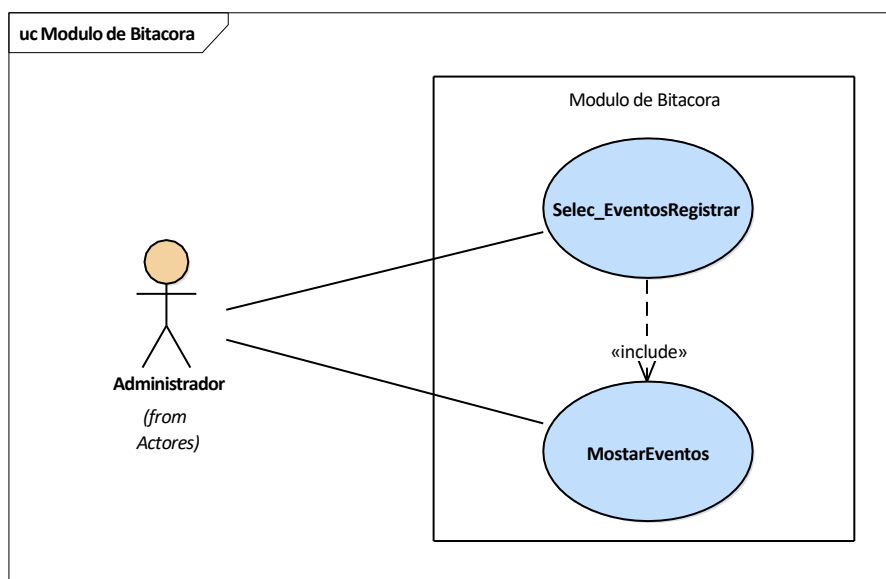 uc Modulo de Bitacora
Modulo de Bitacora
Selec_EventosRegistrar
«include»
Administrador
(from
Actores)
MostarEventos